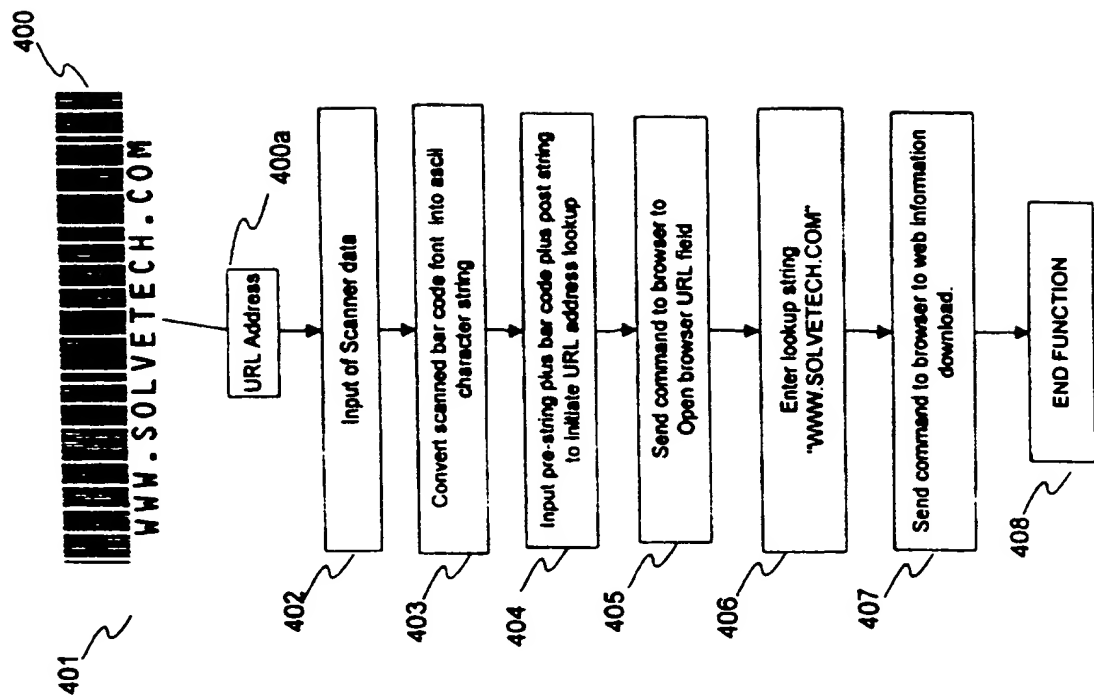 400
401
WWW.SOLVETECH.COM
URL Address
400a
Input of Scanner data
402
Convert scanned bar code font into ascii
character string
403
Input pre-string plus bar code plus post string
to initiate URL address lookup
404
Send command to browser to
Open browser URL field
405
Enter lookup string
"WWW.SOLVETECH.COM"
406
Send command to browser to web information
download.
407
END FUNCTION
408